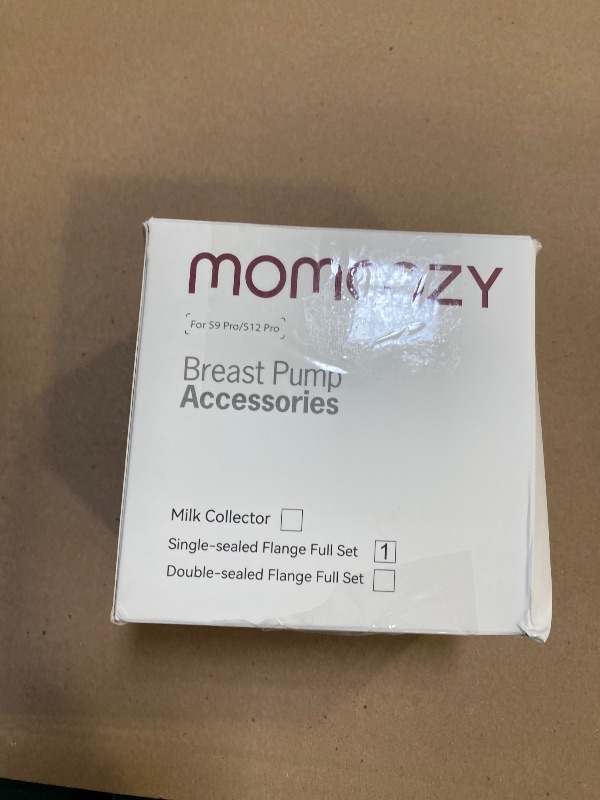 momcozy
For S9 Pro/S12 Pro
Breast Pump
Accessories
Milk Collector
Single-sealed Flange Full Set 1
Double-sealed Flange Full Set